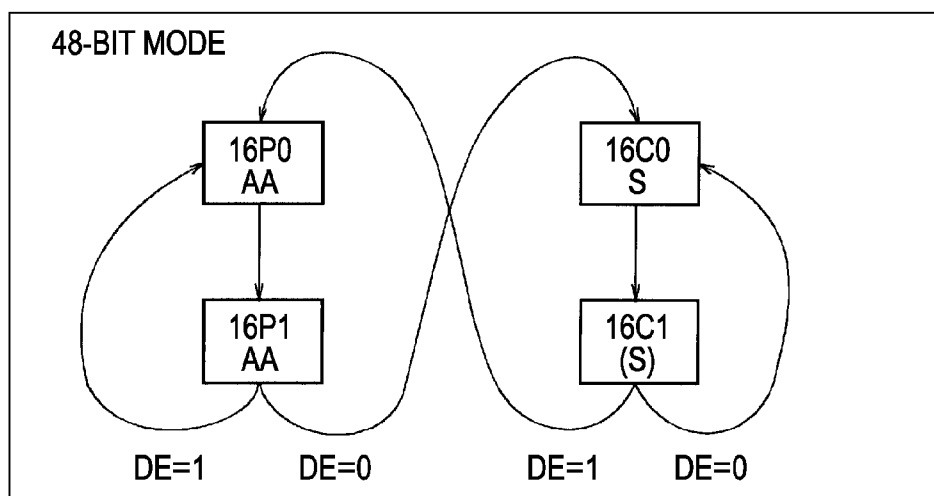 48-BIT MODE
16P0
AA
16C0
S
16P1
AA
16C1
(S)
DE=1
DE=0
DE=1
DE=0